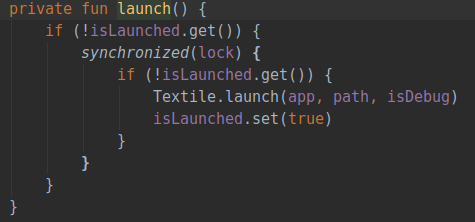 private fun launch() {
    if (!isLaunched.get()) {
        synchronized(lock) {
            if (!isLaunched.get()) {
                Textile.launch(app, path, isDebug)
                isLaunched.set(true)
            }
        }
    }
}